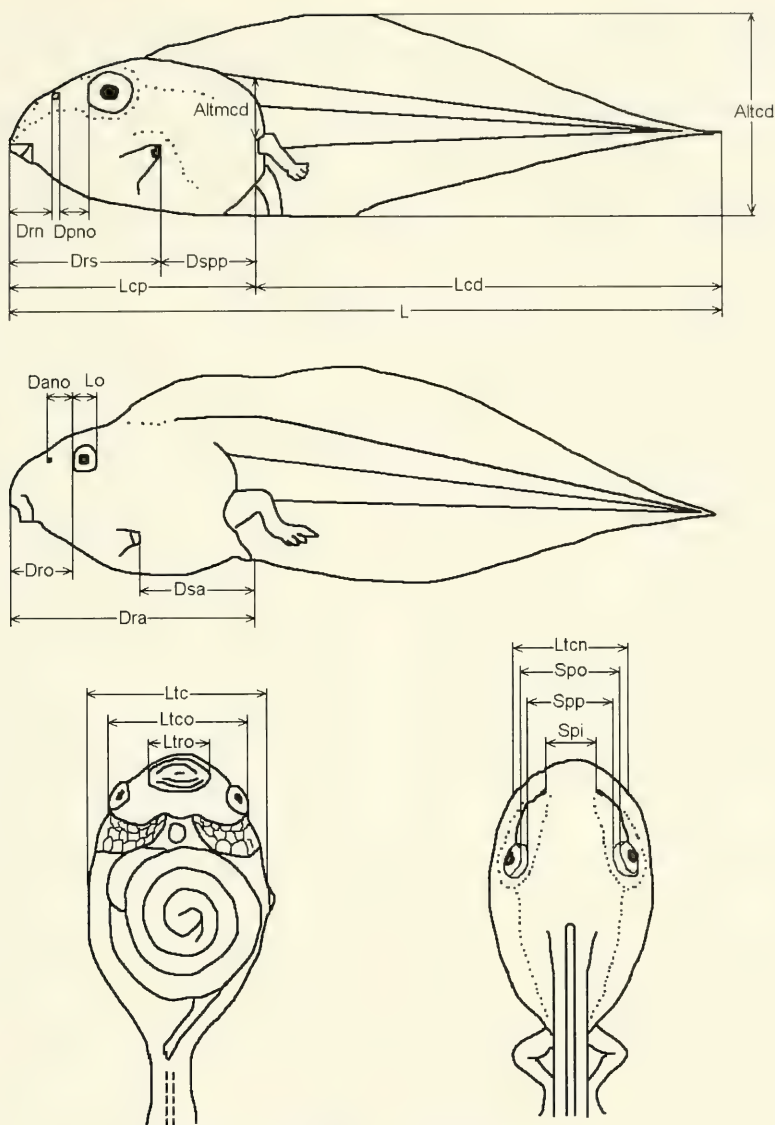 Altmcd
Altcd
Drn
Dpno
Drs
Dspp
Lcp
Lcd
L
Dano
Lo
Dro
Dsa
Dra
Ltc
Ltco
Ltro
Ltcn
Spo
Spp
Spi